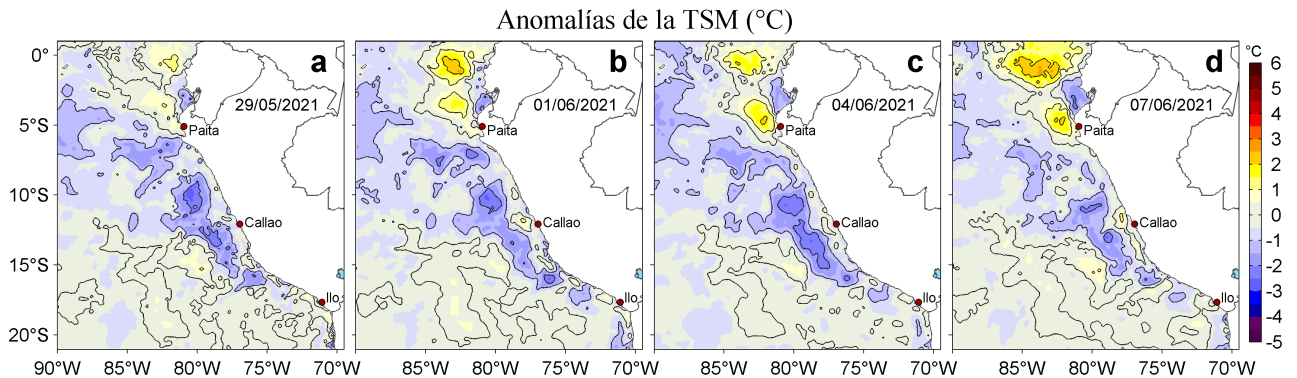 Anomalías de la TSM (°C)
a
b
c
d
°C
29/05/2021
01/06/2021
04/06/2021
07/06/2021
Paita
Callao
Ilo
Paita
Callao
Ilo
Paita
Callao
Ilo
Paita
Callao
Ilo
0°
5°S
10°S
15°S
20°S
90°W 85°W 80°W 75°W 70°W
85°W 80°W 75°W 70°W
85°W 80°W 75°W 70°W
85°W 80°W 75°W 70°W
6
5
4
3
2
1
0
-1
-2
-3
-4
-5